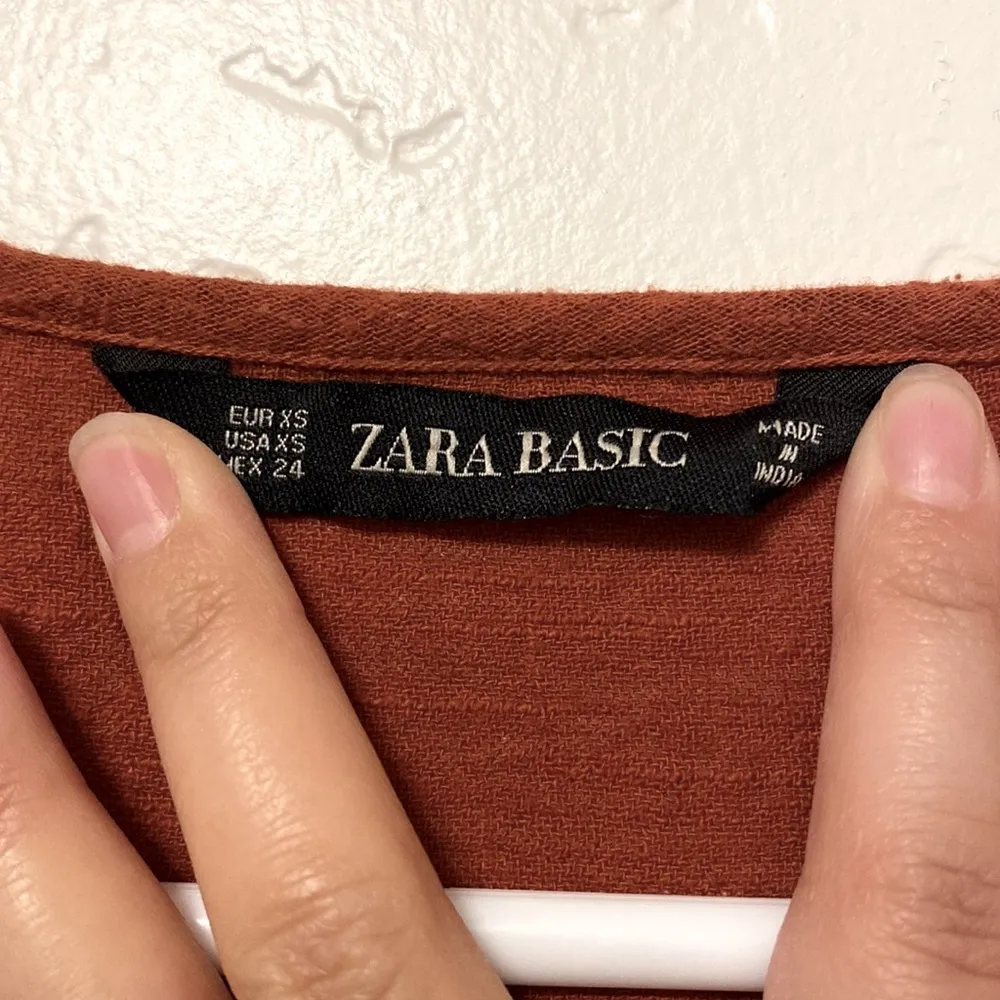 EUR XS
USA XS
MEX 24
ZARA BASIC
MADE
IN
INDIA